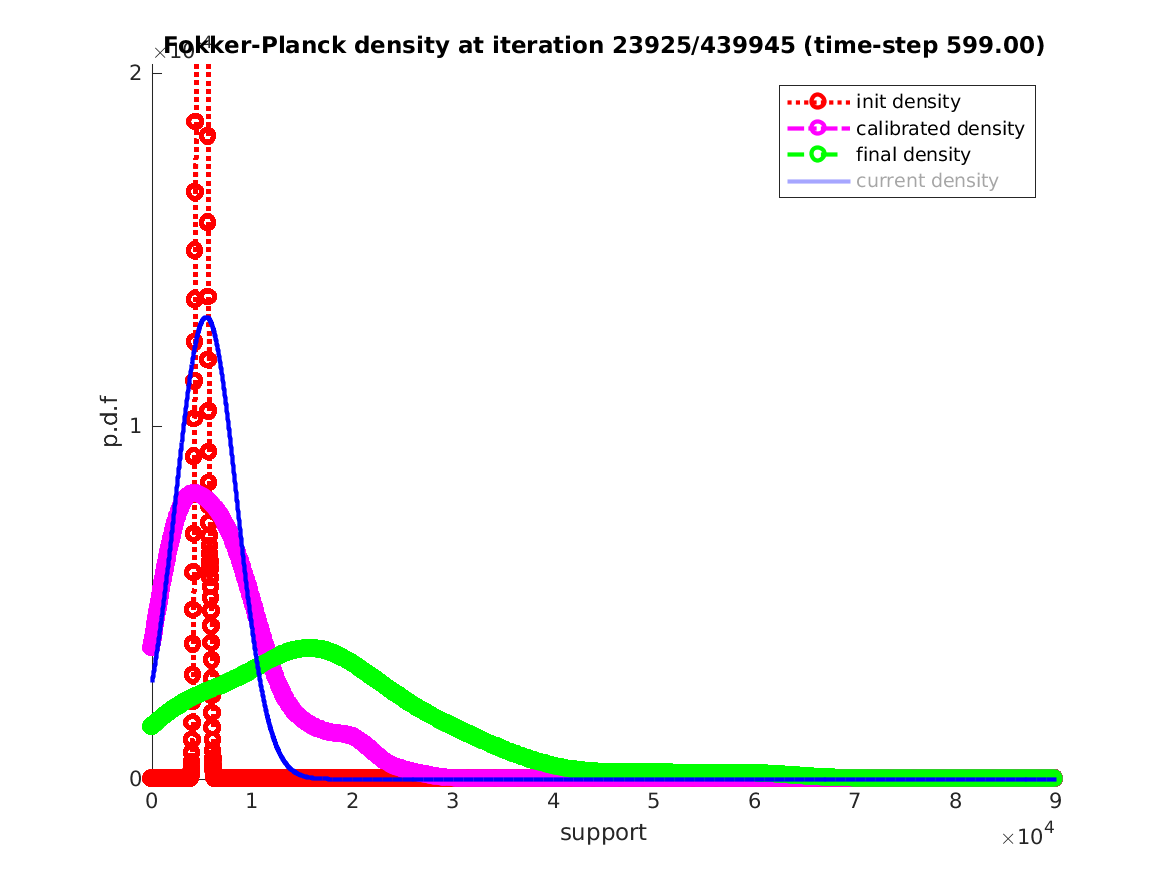 Fokker-Planck density at iteration 23925/439945 (time-step 599.00)
×10
init density
calibrated density
final density
current density
2
1
0
p.d.f
0 1 2 3 4 5 6 7 8 9
support
×10⁴